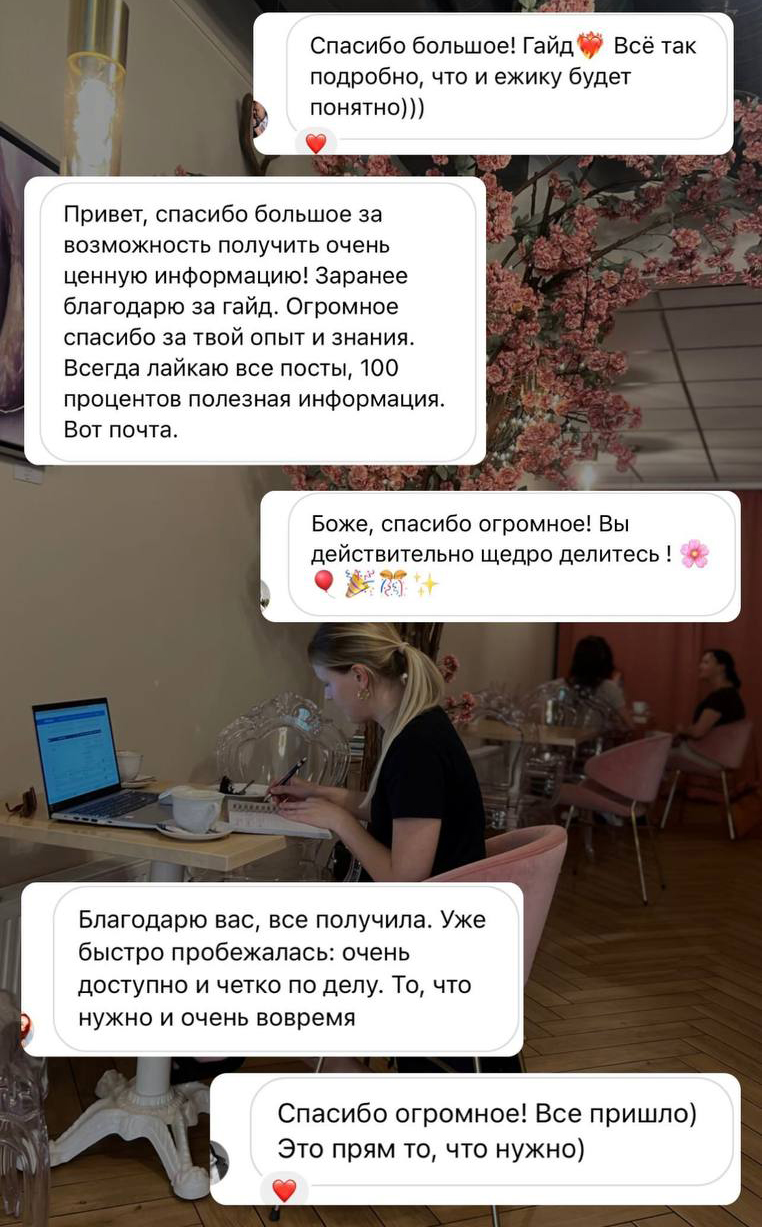 Спасибо большое! Гайд❤️‍🔥 Всё так
подробно, что и ежику будет
понятно)))
Привет, спасибо большое за
возможность получить очень
ценную информацию! Заранее
благодарю за гайд. Огромное
спасибо за твой опыт и знания.
Всегда лайкаю все посты, 100
процентов полезная информация.
Вот почта.
Боже, спасибо огромное! Вы
действительно щедро делитесь ! 🌸
🎈🎉🎊✨
Благодарю вас, все получила. Уже
быстро пробежалась: очень
доступно и четко по делу. То, что
нужно и очень вовремя
Спасибо огромное! Все пришло)
Это прям то, что нужно)